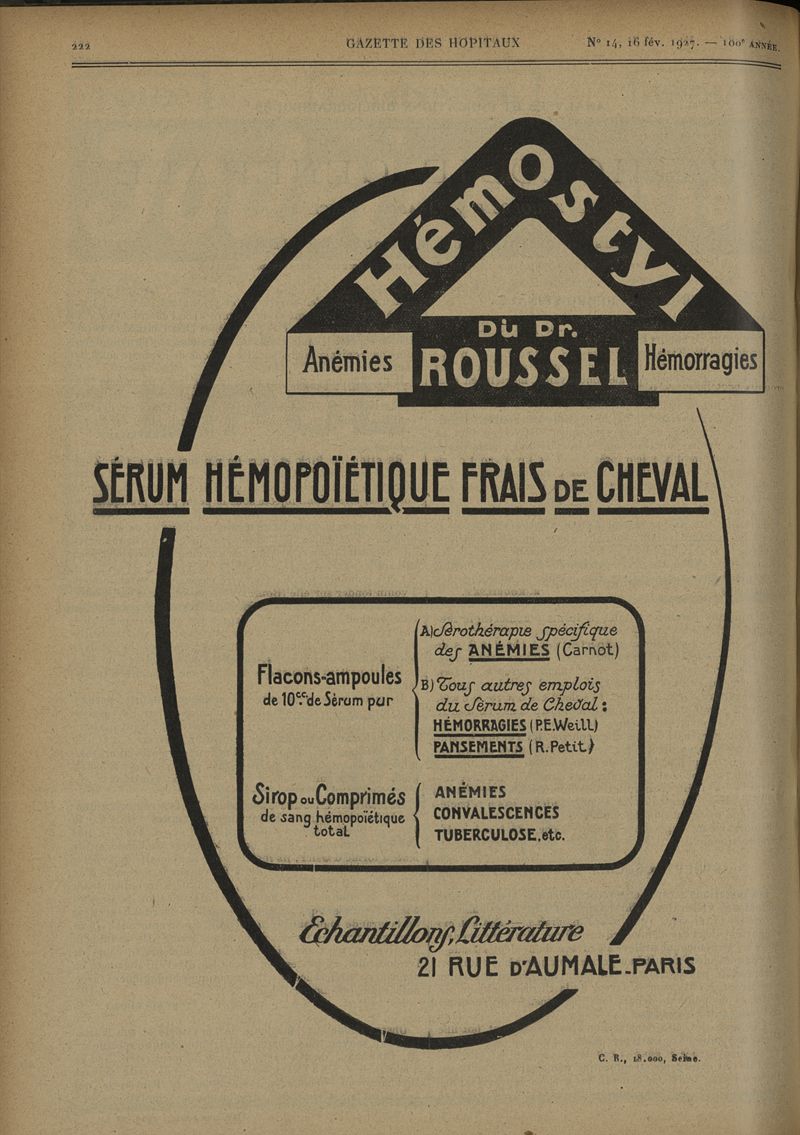 222
GAZETTE DES HOPITAUX
N° 14, 16 fév. 1927. — 100e ANNÉE.
Hémostyl
Du Dr.
ROUSSEL
Anémies
Hémorragies
SÉRUM HÉMOPOÏÉTIQUE FRAIS DE CHEVAL
Flacons-ampoules
de 10c.c. de Sérum pur
A) Sérothérapie spécifique
des ANÉMIES (Carnot)
B) Tous autres emplois
du Sérum de Cheval :
HÉMORRAGIES (P.E.Weill)
PANSEMENTS (R.Petit)
Sirop ou Comprimés
de sang hémopoïétique
total
ANÉMIES
CONVALESCENCES
TUBERCULOSE, etc.
Échantillons, Littérature
21 RUE D'AUMALE_PARIS
C. R., 18.000, Seine.